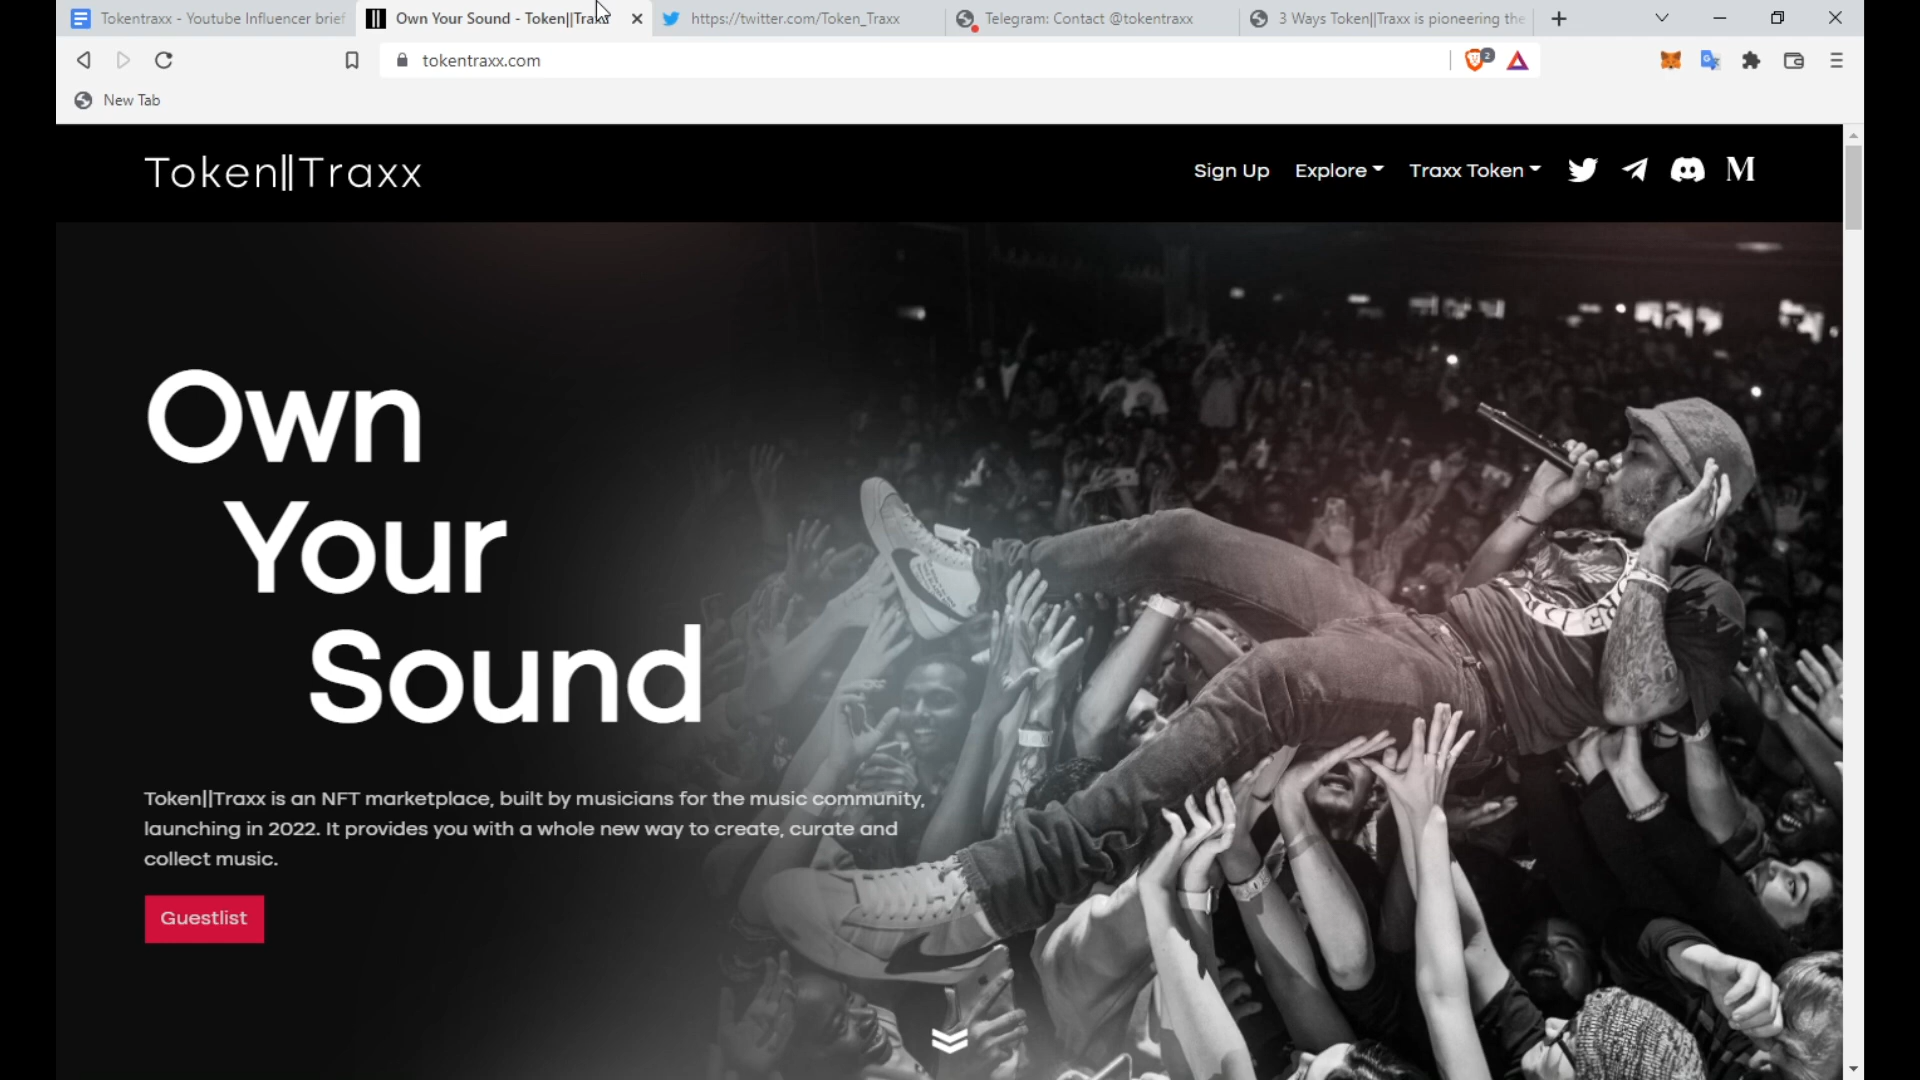 Tokentraxx - Youtube Influencer brief
Own Your Sound - Token||Tra
https://twitter.com/Token_Traxx
Telegram: Contact @tokentraxx
3 Ways Token||Traxx is pioneering the
tokentraxx.com
2
New Tab
Token||Traxx
Sign Up
Explore
Traxx Token
M
Own
Your
Sound
Token||Traxx is an NFT marketplace, built by musicians for the music community,
launching in 2022. It provides you with a whole new way to create, curate and
collect music.
Guestlist